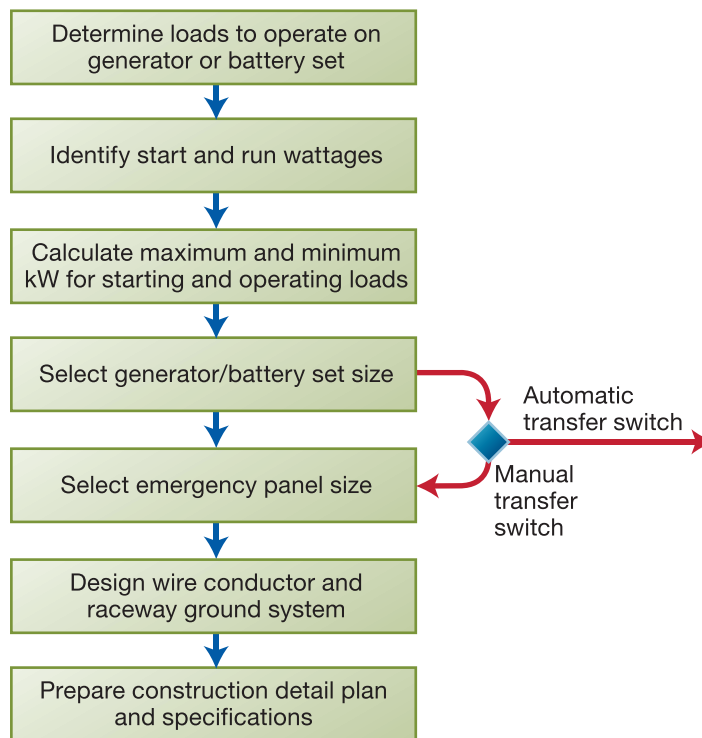 Determine loads to operate on
generator or battery set
Identify start and run wattages
Calculate maximum and minimum
kW for starting and operating loads
Select generator/battery set size
Automatic
transfer switch
Manual
transfer
switch
Select emergency panel size
Design wire conductor and
raceway ground system
Prepare construction detail plan
and specifications